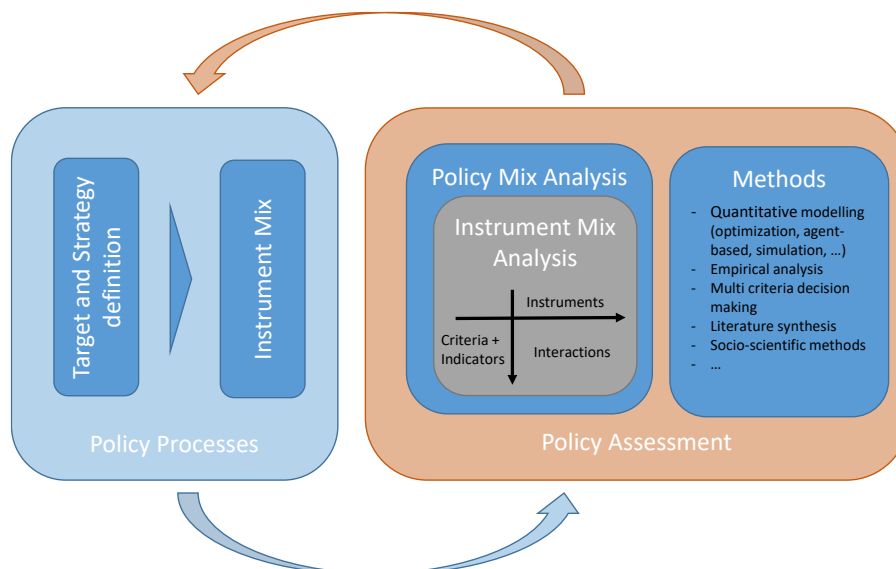 Target and Strategy
definition
Instrument Mix
Policy Processes
Policy Mix Analysis
Instrument Mix
Analysis
Instruments
Criteria +
Indicators
Interactions
Methods
- Quantitative modelling
(optimization, agent-
based, simulation, …)
- Empirical analysis
- Multi criteria decision
making
- Literature synthesis
- Socio-scientific methods
- …
Policy Assessment